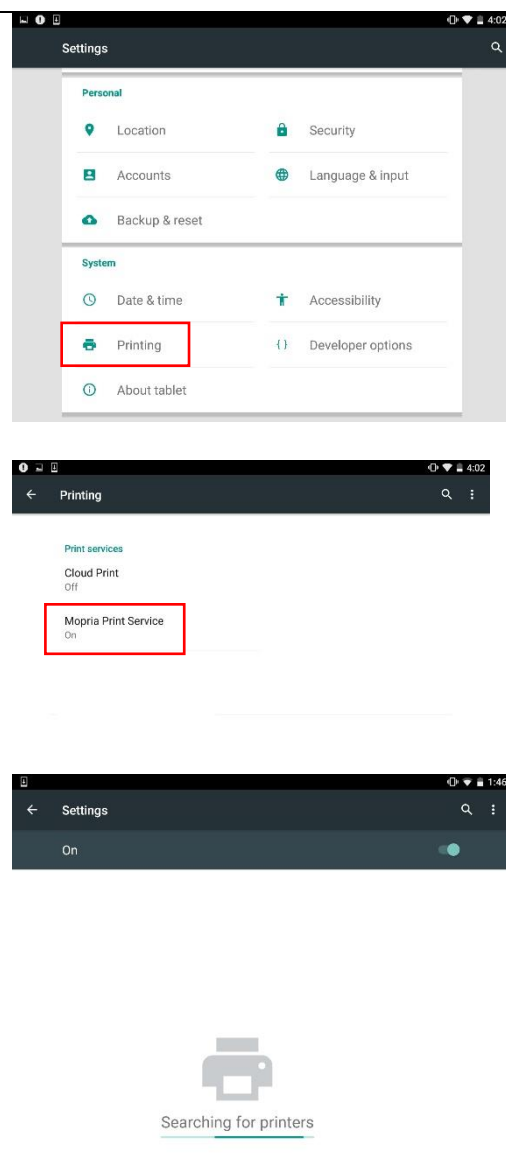 4:02
Settings
Personal
Location Security
Accounts Language & input
Backup & reset
System
Date & time Accessibility
Printing { } Developer options
About tablet
4:02
Printing
Print services
Cloud Print
Off
Mopria Print Service
On
1:46
Settings
On
Searching for printers